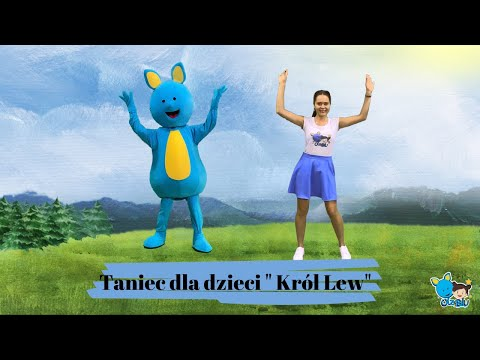 Taniec dla dzieci " Król Lew"